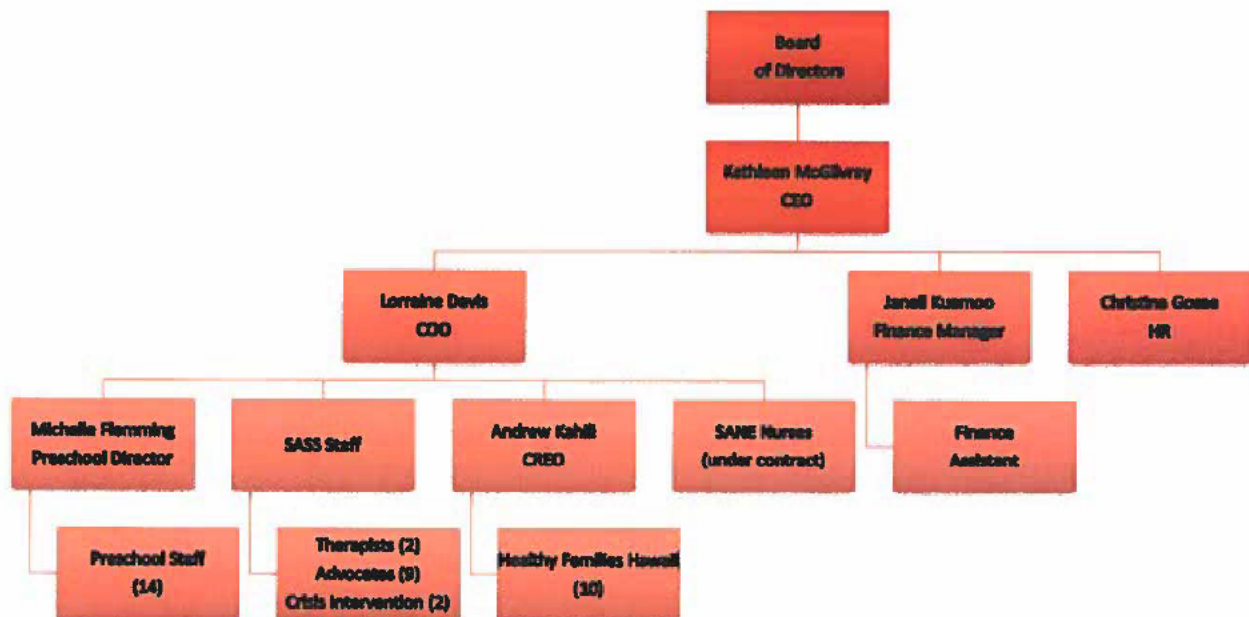 Board
of Directors
Kathleen McGilvray
CEO
Lorraine Davis
COO
Janell Kuamoo
Finance Manager
Christine Gosse
HR
Michelle Flemming
Preschool Director
SASS Staff
Andrew Kahili
CREO
SANE Nurses
(under contract)
Finance
Assistant
Preschool Staff
(14)
Therapists (2)
Advocates (9)
Crisis Intervention (2)
Healthy Families Hawaii
(10)